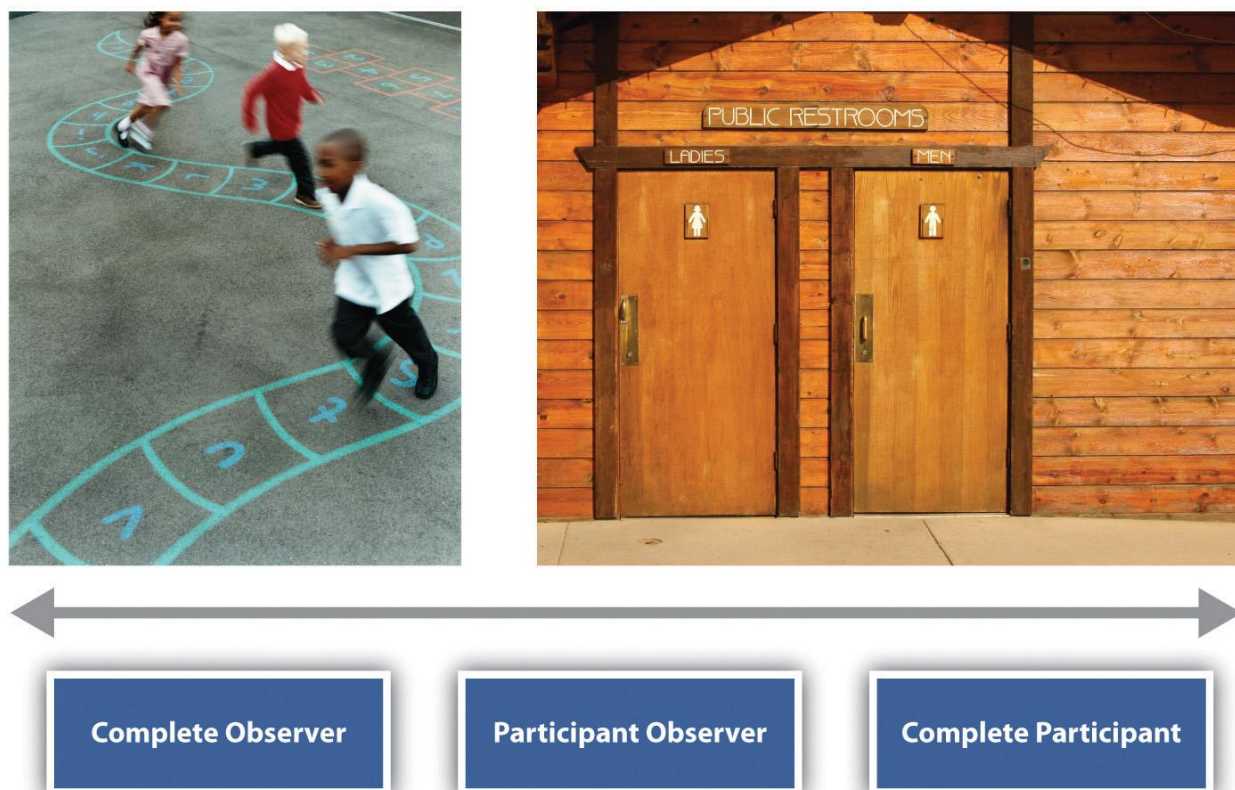 PUBLIC RESTROOMS
LADIES MEN
v
u
t
s
Complete Observer
Participant Observer
Complete Participant